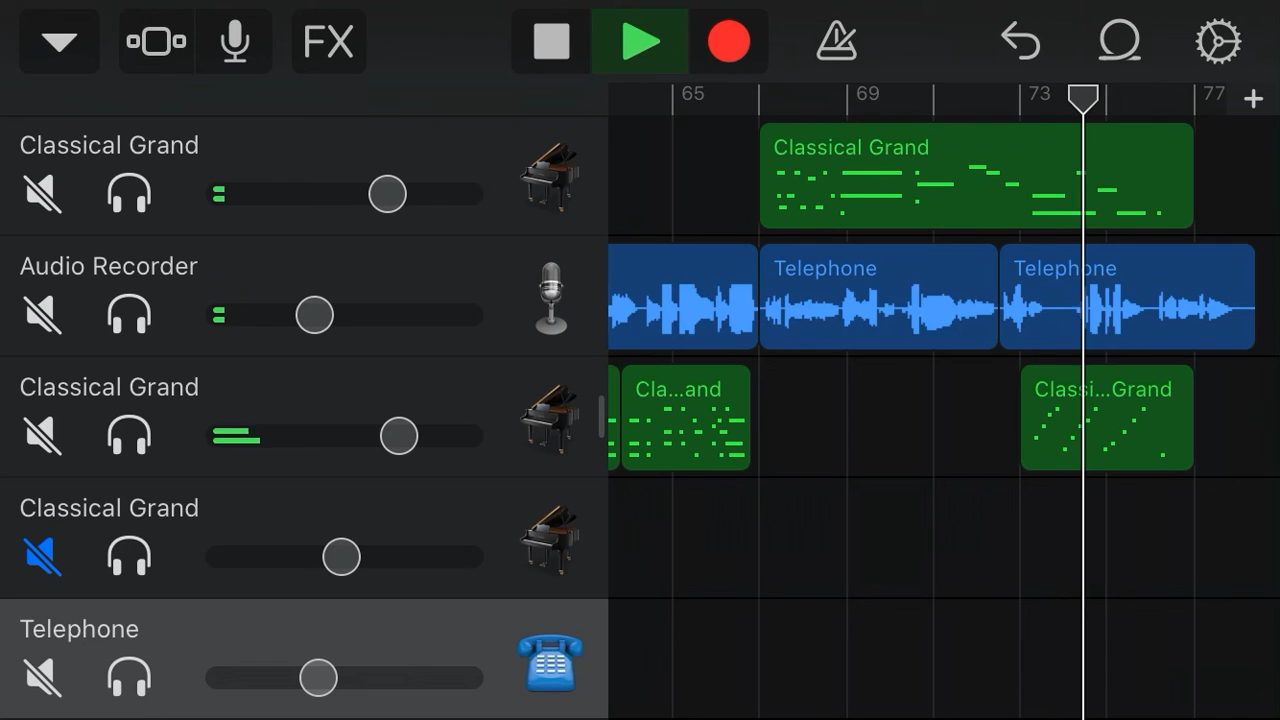 FX
65
69
73
77
Classical Grand
Classical Grand
Audio Recorder
Telephone
Telephone
Classical Grand
Cla...and
Classi...Grand
Classical Grand
Telephone